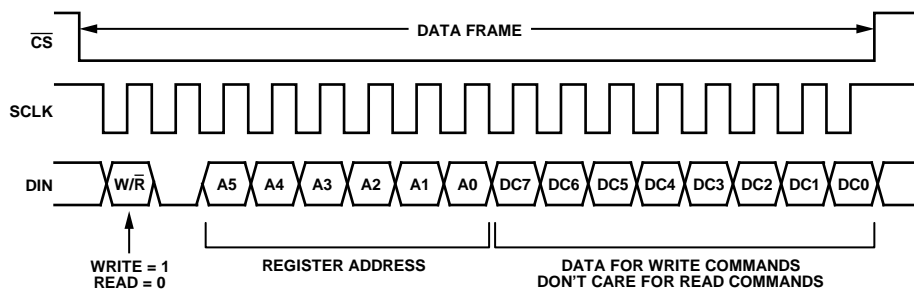 DATA FRAME
CS
SCLK
DIN
W/R
A5
A4
A3
A2
A1
A0
DC7
DC6
DC5
DC4
DC3
DC2
DC1
DC0
WRITE = 1
READ = 0
REGISTER ADDRESS
DATA FOR WRITE COMMANDS
DON'T CARE FOR READ COMMANDS